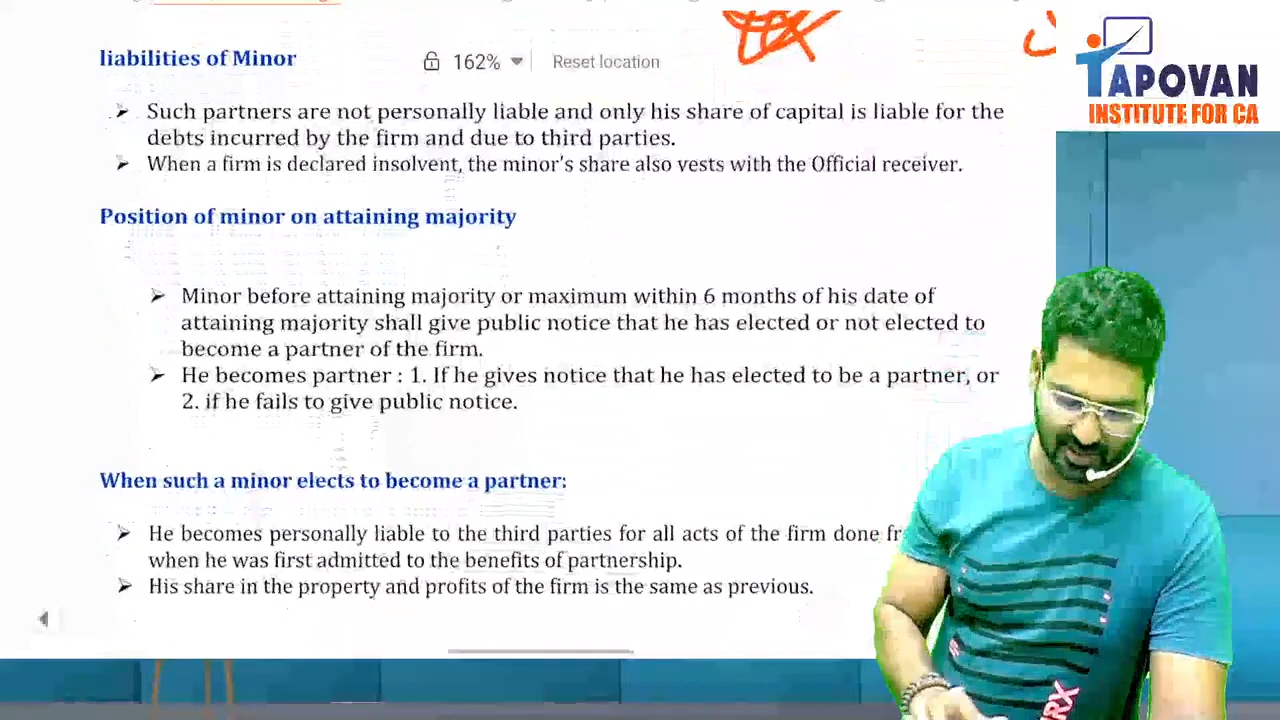 liabilities of Minor
162%
Reset location
TAPOVAN
INSTITUTE FOR CA
➢ Such partners are not personally liable and only his share of capital is liable for the
debts incurred by the firm and due to third parties.
➢ When a firm is declared insolvent, the minor's share also vests with the Official receiver.
Position of minor on attaining majority
➢ Minor before attaining majority or maximum within 6 months of his date of
attaining majority shall give public notice that he has elected or not elected to
become a partner of the firm.
➢ He becomes partner : 1. If he gives notice that he has elected to be a partner, or
2. if he fails to give public notice.
When such a minor elects to become a partner:
➢ He becomes personally liable to the third parties for all acts of the firm done
when he was first admitted to the benefits of partnership.
➢ His share in the property and profits of the firm is the same as previous.